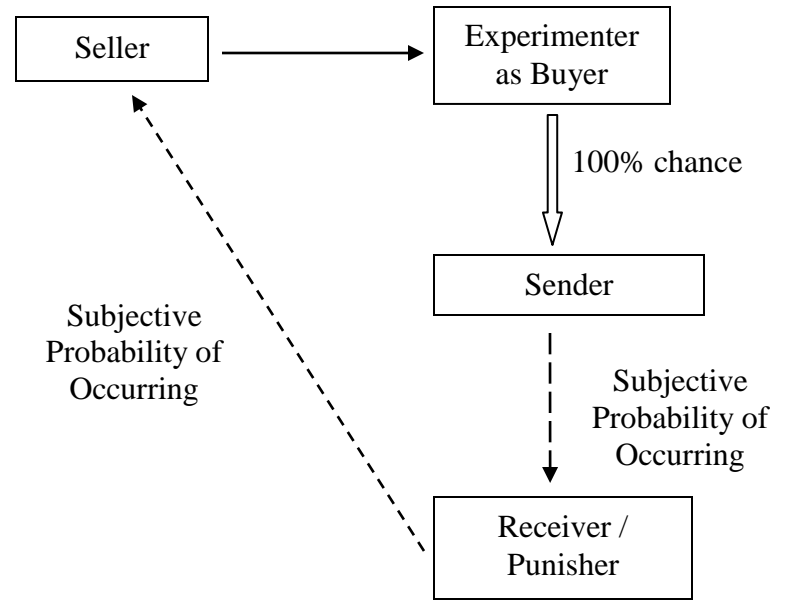 Seller
Experimenter
as Buyer
100% chance
Sender
Subjective
Probability of
Occurring
Subjective
Probability of
Occurring
Receiver /
Punisher